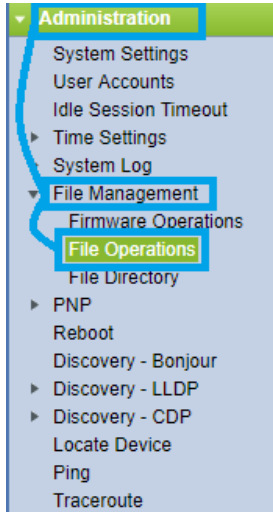 Administration
System Settings
User Accounts
Idle Session Timeout
Time Settings
System Log
File Management
Firmware Operations
File Operations
File Directory
PNP
Reboot
Discovery - Bonjour
Discovery - LLDP
Discovery - CDP
Locate Device
Ping
Traceroute